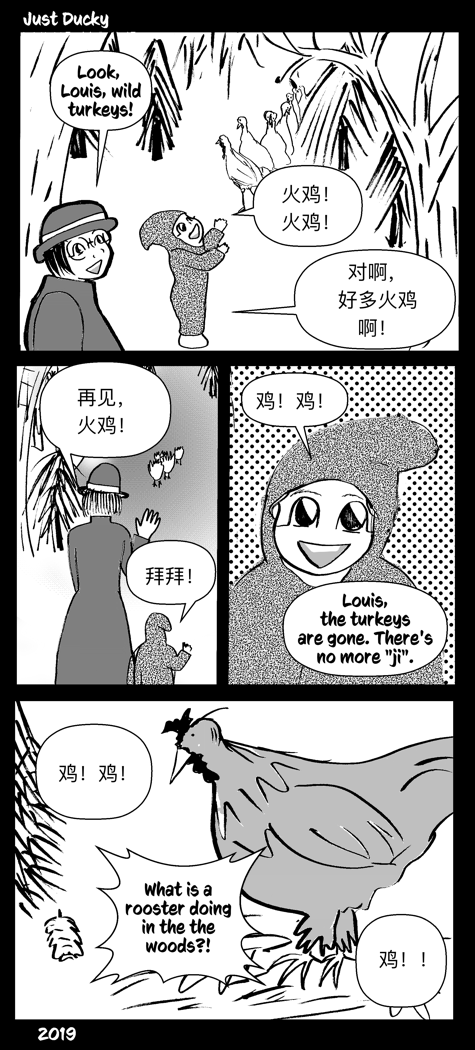 Just Ducky
Look,
Louis, wild
turkeys!
火鸡!
火鸡!
对啊,
好多火鸡
啊!
再见,
火鸡!
拜拜!
鸡! 鸡!
Louis,
the turkeys
are gone. There's
no more "ji".
鸡! 鸡!
What is a
rooster doing
in the the
woods?!
鸡! !
2019